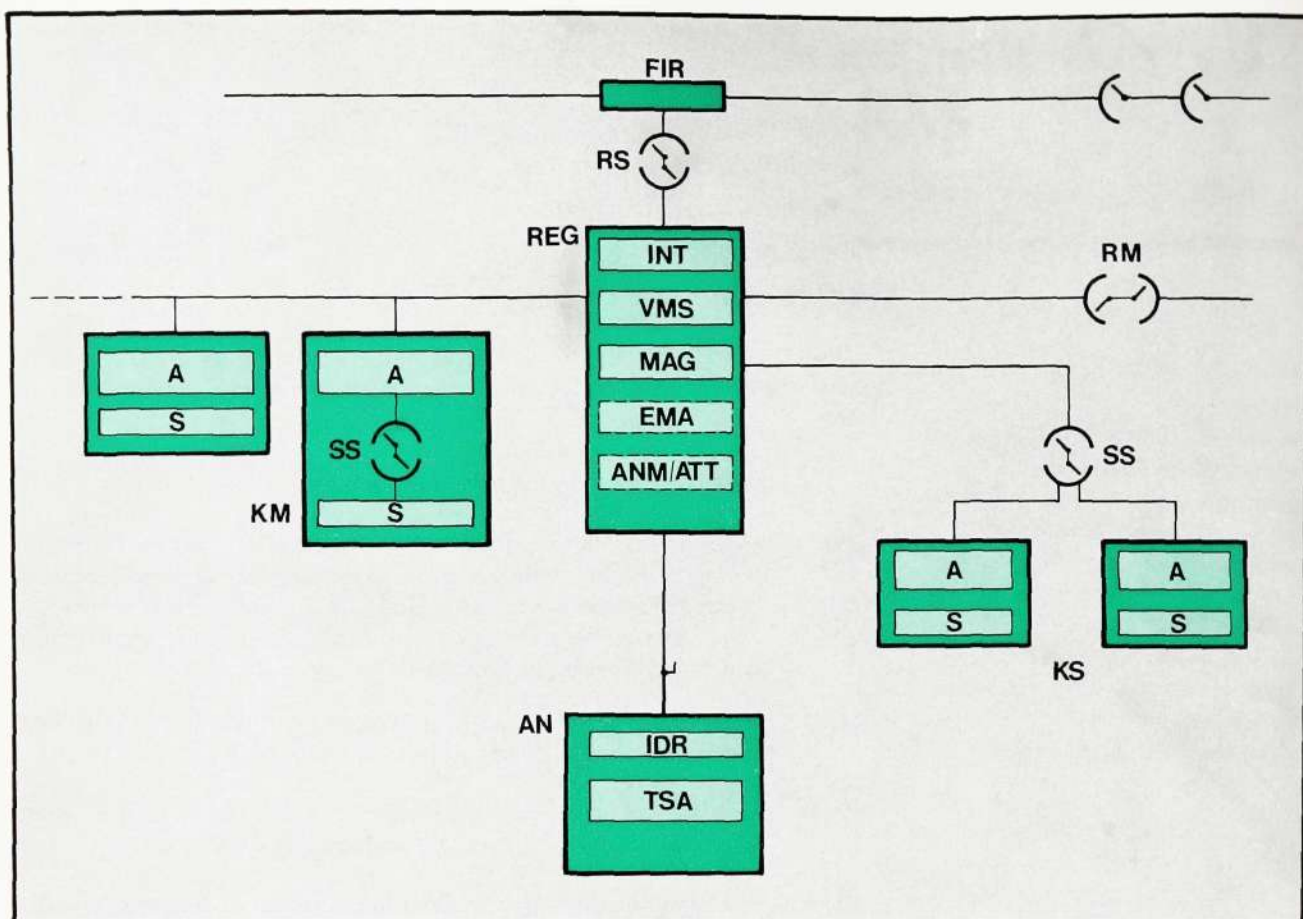 FIR
RS
REG
INT
RM
VMS
MAG
A
A
EMA
S
SS
SS
ANM/ATT
KM
S
A
A
S
S
KS
AN
IDR
TSA